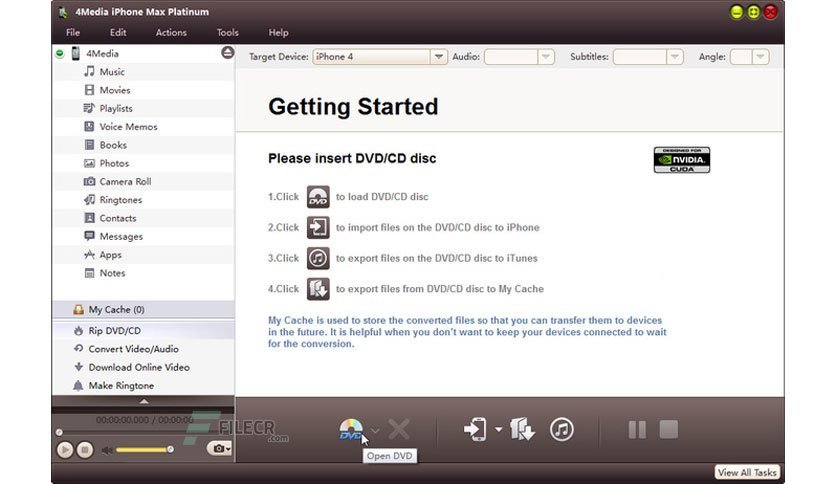 4Media iPhone Max Platinum
File Edit Actions Tools Help
4Media
Music
Movies
Playlists
Voice Memos
Books
Photos
Camera Roll
Ringtones
Contacts
Messages
Apps
Notes
My Cache (0)
Rip DVD/CD
Convert Video/Audio
Download Online Video
Make Ringtone
00:00:00.000 / 00:00:00
Target Device: iPhone 4 Audio: Subtitles: Angle:
Getting Started
Please insert DVD/CD disc
DESIGNED FOR
NVIDIA.
CUDA
1.Click DVD to load DVD/CD disc
2.Click to import files on the DVD/CD disc to iPhone
3.Click to export files on the DVD/CD disc to iTunes
4.Click to export files from DVD/CD disc to My Cache
My Cache is used to store the converted files so that you can transfer them to devices
in the future. It is helpful when you don't want to keep your devices connected to wait
for the conversion.
FILECR
.com
DVD
Open DVD
View All Tasks